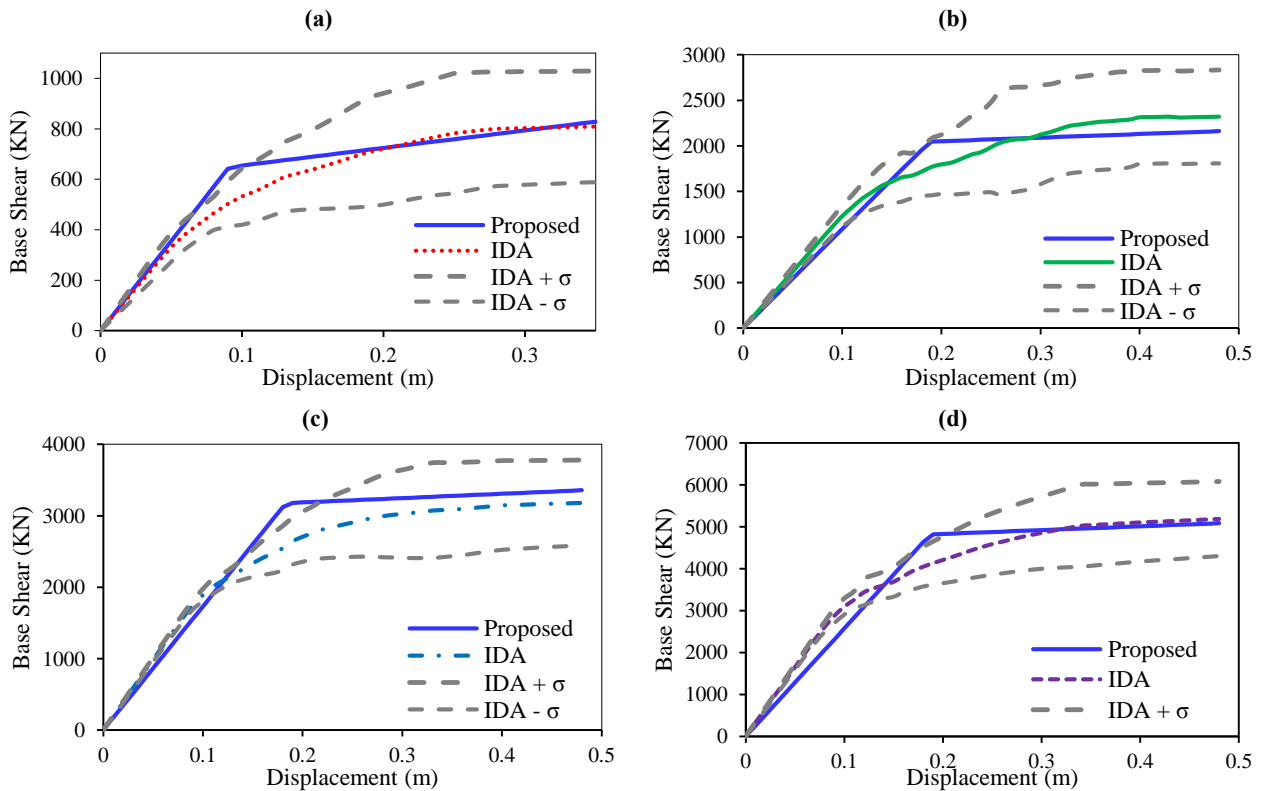 (a)
1000
800
600
400
200
0
Base Shear (KN)
0 0.1 0.2 0.3
Displacement (m)
Proposed
IDA
IDA + σ
IDA - σ
(b)
3000
2500
2000
1500
1000
500
0
Base Shear (KN)
0 0.1 0.2 0.3 0.4 0.5
Displacement (m)
Proposed
IDA
IDA + σ
IDA - σ
(c)
4000
3000
2000
1000
0
Base Shear (KN)
0 0.1 0.2 0.3 0.4 0.5
Displacement (m)
Proposed
IDA
IDA + σ
IDA - σ
(d)
7000
6000
5000
4000
3000
2000
1000
0
Base Shear (KN)
0 0.1 0.2 0.3 0.4 0.5
Displacement (m)
Proposed
IDA
IDA + σ